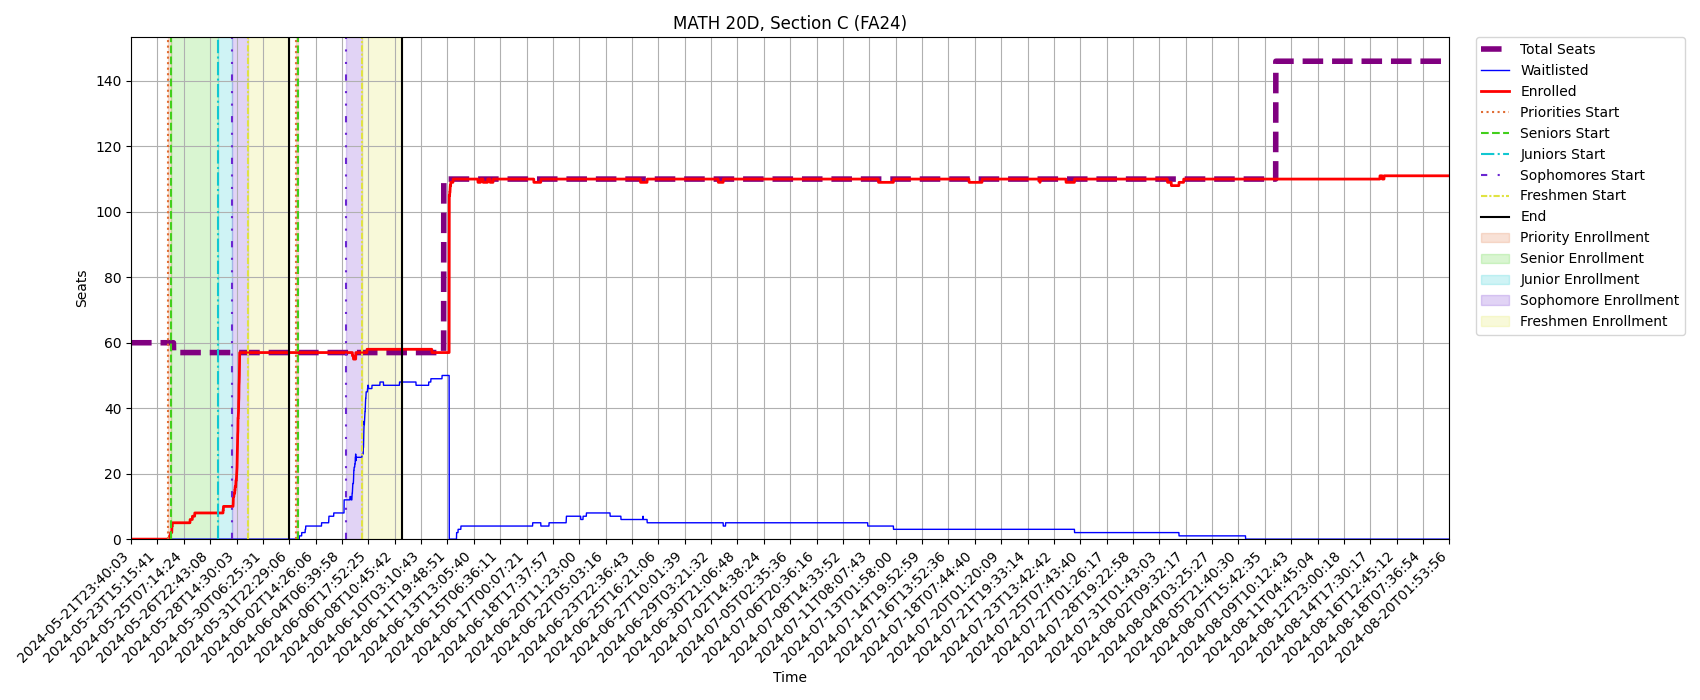 MATH 20D, Section C (FA24)
Seats
140
120
100
80
60
40
20
0
2024-05-21T23:40:03
2024-05-23T15:15:41
2024-05-25T07:14:24
2024-05-26T22:43:08
2024-05-28T14:30:03
2024-05-30T06:25:31
2024-05-31T22:29:06
2024-06-02T14:26:06
2024-06-04T06:39:58
2024-06-06T17:52:25
2024-06-08T10:45:42
2024-06-10T03:10:43
2024-06-11T19:48:51
2024-06-13T13:05:40
2024-06-15T06:36:11
2024-06-17T00:07:21
2024-06-18T17:37:57
2024-06-20T11:23:00
2024-06-22T05:03:16
2024-06-23T22:36:43
2024-06-25T16:21:06
2024-06-27T10:01:39
2024-06-29T03:21:32
2024-06-30T21:06:48
2024-07-02T14:38:24
2024-07-05T02:35:36
2024-07-06T20:36:16
2024-07-08T14:33:52
2024-07-11T08:07:43
2024-07-13T01:58:00
2024-07-14T19:52:59
2024-07-16T13:52:36
2024-07-18T07:44:40
2024-07-20T01:20:09
2024-07-21T19:33:14
2024-07-23T13:42:42
2024-07-25T07:43:40
2024-07-27T01:26:17
2024-07-28T19:22:58
2024-07-31T01:43:03
2024-08-02T09:32:17
2024-08-04T03:25:27
2024-08-05T21:40:30
2024-08-07T15:42:35
2024-08-09T10:12:43
2024-08-11T04:45:04
2024-08-12T23:00:18
2024-08-14T17:30:17
2024-08-16T12:45:12
2024-08-18T07:36:54
2024-08-20T01:53:56
Time
Total Seats
Waitlisted
Enrolled
Priorities Start
Seniors Start
Juniors Start
Sophomores Start
Freshmen Start
End
Priority Enrollment
Senior Enrollment
Junior Enrollment
Sophomore Enrollment
Freshmen Enrollment